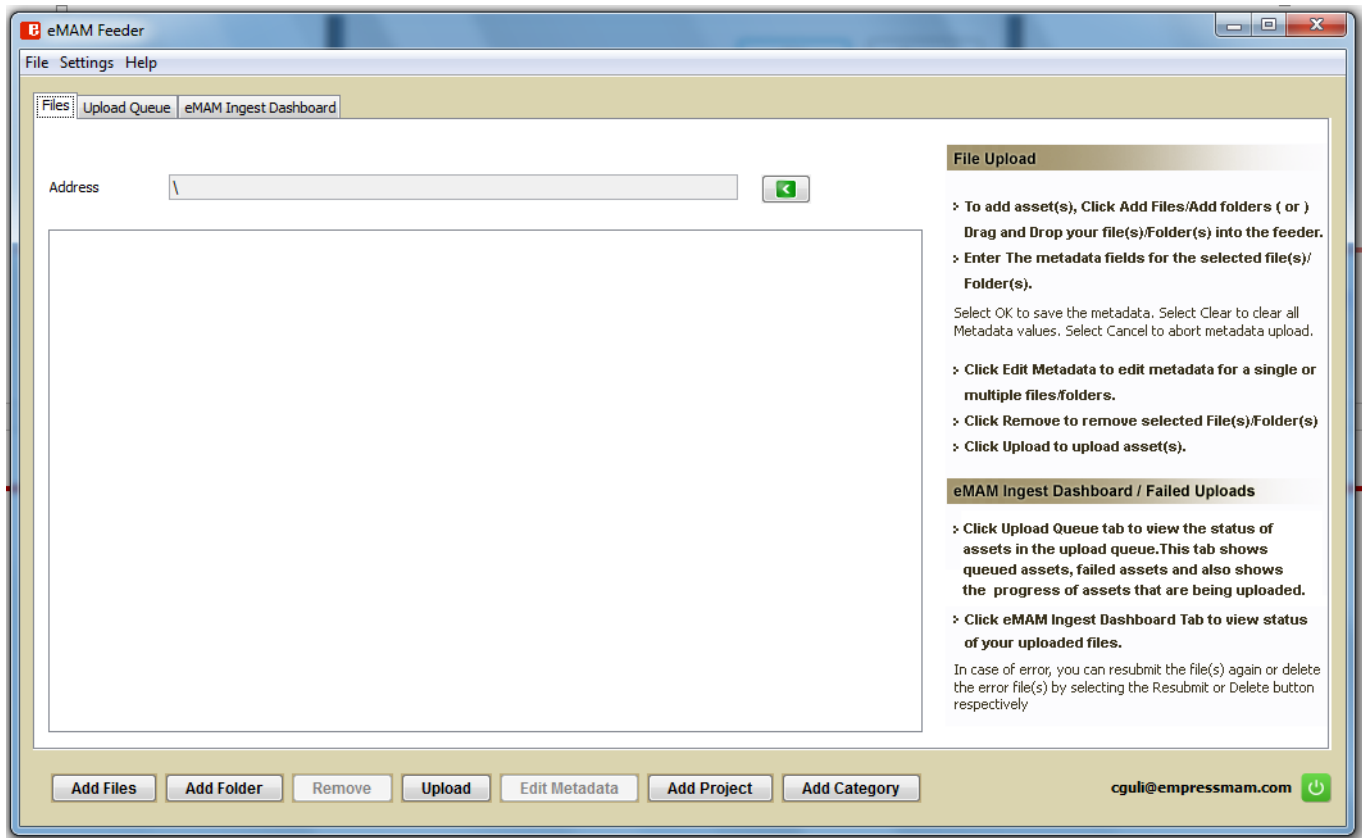 eMAM Feeder
File Settings Help
Files Upload Queue eMAM Ingest Dashboard
Address \
File Upload
> To add asset(s), Click Add Files/Add folders ( or )
Drag and Drop your file(s)/Folder(s) into the feeder.
> Enter The metadata fields for the selected file(s)/
Folder(s).
Select OK to save the metadata. Select Clear to clear all
Metadata values. Select Cancel to abort metadata upload.
> Click Edit Metadata to edit metadata for a single or
multiple files/folders.
> Click Remove to remove selected File(s)/Folder(s)
> Click Upload to upload asset(s).
eMAM Ingest Dashboard / Failed Uploads
> Click Upload Queue tab to view the status of
assets in the upload queue.This tab shows
queued assets, failed assets and also shows
the progress of assets that are being uploaded.
> Click eMAM Ingest Dashboard Tab to view status
of your uploaded files.
In case of error, you can resubmit the file(s) again or delete
the error file(s) by selecting the Resubmit or Delete button
respectively
Add Files Add Folder Remove Upload Edit Metadata Add Project Add Category cguli@empressmam.com